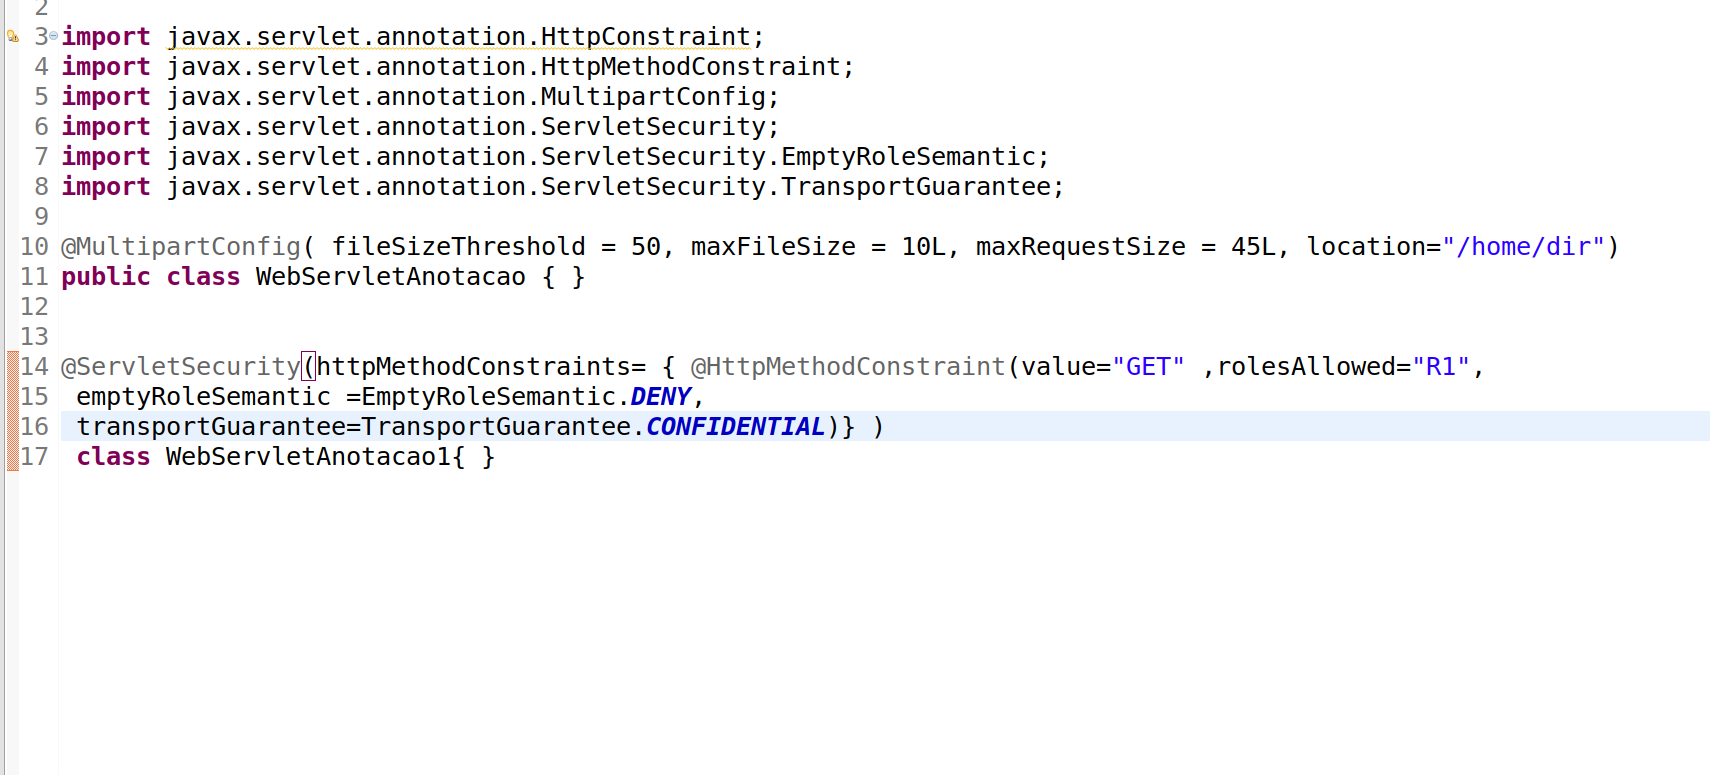 2
3 import javax.servlet.annotation.HttpConstraint;
4 import javax.servlet.annotation.HttpMethodConstraint;
5 import javax.servlet.annotation.MultipartConfig;
6 import javax.servlet.annotation.ServletSecurity;
7 import javax.servlet.annotation.ServletSecurity.EmptyRoleSemantic;
8 import javax.servlet.annotation.ServletSecurity.TransportGuarantee;
9
10 @MultipartConfig( fileSizeThreshold = 50, maxFileSize = 10L, maxRequestSize = 45L, location="/home/dir")
11 public class WebServletAnotacao { }
12
13
14 @ServletSecurity(httpMethodConstraints= { @HttpMethodConstraint(value="GET" ,rolesAllowed="R1",
15 emptyRoleSemantic =EmptyRoleSemantic.DENY,
16 transportGuarantee=TransportGuarantee.CONFIDENTIAL)} )
17 class WebServletAnotacao1{ }